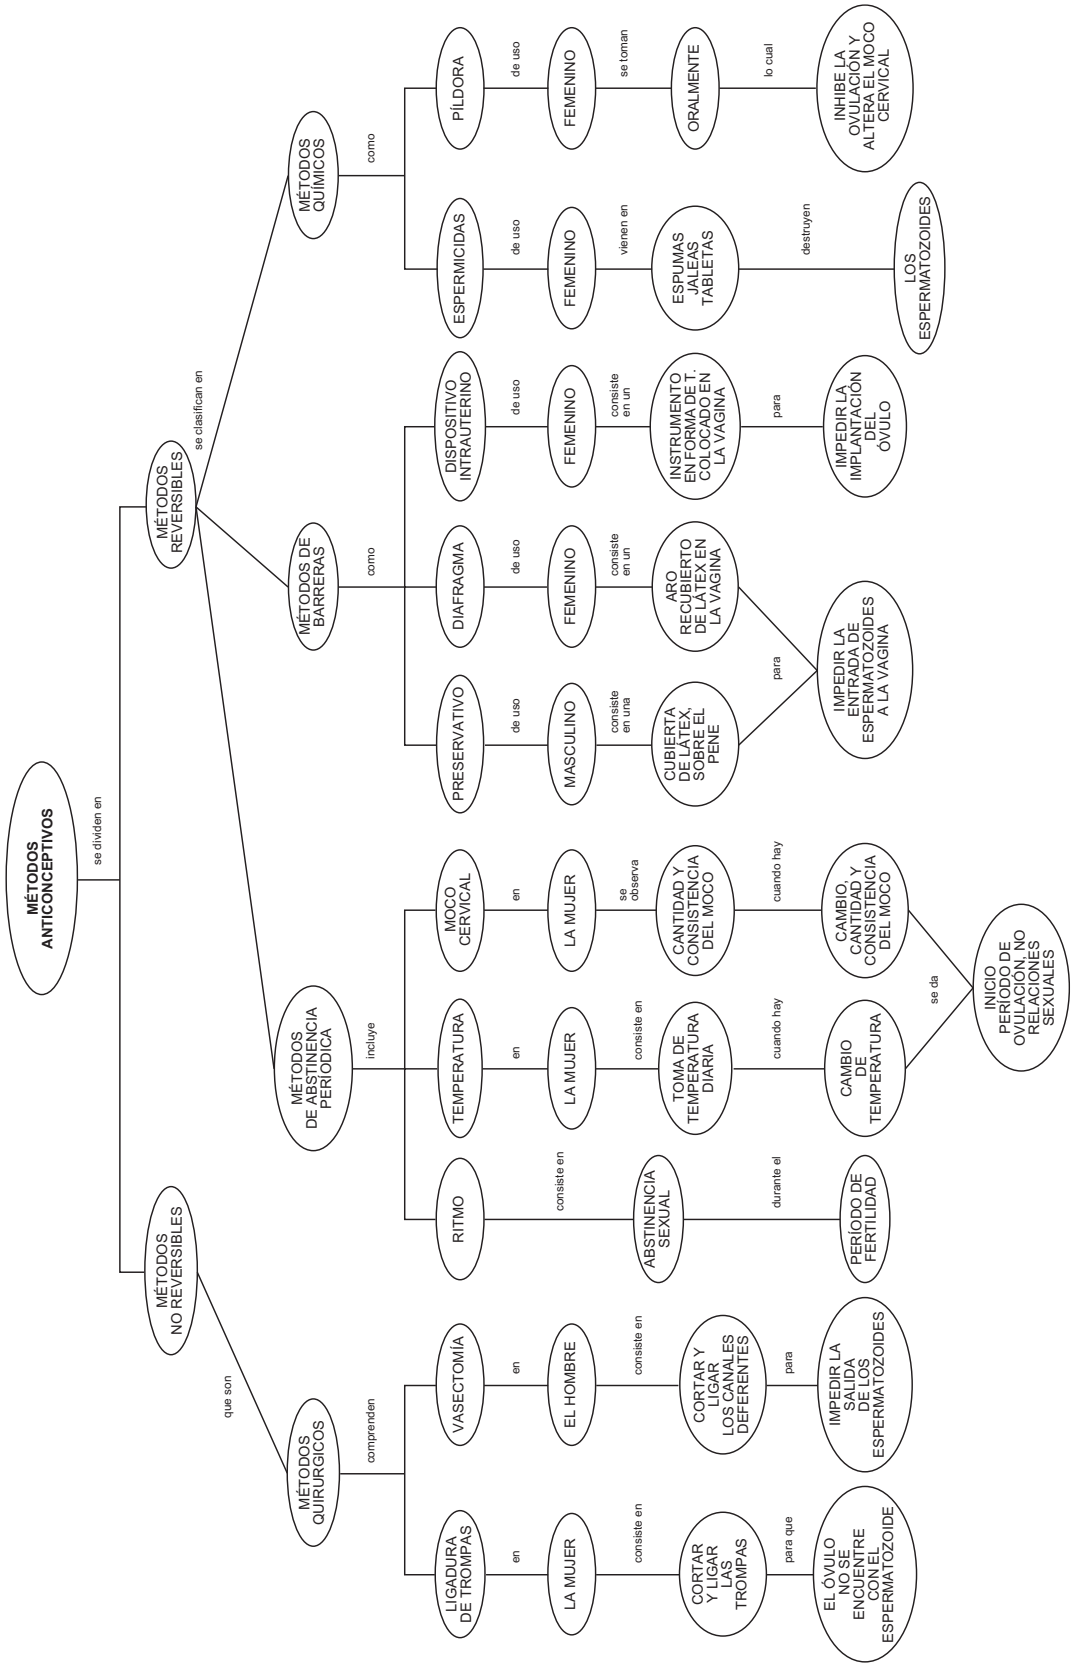 MÉTODOS
ANTICONCEPTIVOS
se dividen en
MÉTODOS
NO REVERSIBLES
MÉTODOS
REVERSIBLES
que son
se clasifican en
MÉTODOS
QUIRURGICOS
MÉTODOS
DE ABSTINENCIA
PERÍODICA
MÉTODOS DE
BARRERAS
MÉTODOS
QUÍMICOS
comprenden
incluye
como
como
LIGADURA
DE TROMPAS
en
LA MUJER
consiste en
CORTAR
Y LIGAR
LAS
TROMPAS
para que
EL ÓVULO
NO SE
ENCUENTRE
CON EL
ESPERMATOZOIDE
VASECTOMÍA
en
EL HOMBRE
consiste en
CORTAR Y
LIGAR
LOS CANALES
DEFERENTES
para
IMPEDIR LA
SALIDA
DE LOS
ESPERMATOZOIDES
RITMO
consiste en
ABSTINENCIA
SEXUAL
durante el
PERÍODO DE
FERTILIDAD
TEMPERATURA
en
LA MUJER
consiste en
TOMA DE
TEMPERATURA
DIARIA
cuando hay
CAMBIO
DE
TEMPERATURA
MOCO
CERVICAL
en
LA MUJER
se
observa
CANTIDAD Y
CONSISTENCIA
DEL MOCO
cuando hay
CAMBIO,
CANTIDAD Y
CONSISTENCIA
DEL MOCO
se da
INICIO
PERÍODO DE
OVULACIÓN, NO
RELACIONES
SEXUALES
PRESERVATIVO
de uso
MASCULINO
consiste
en una
CUBIERTA
DE LÁTEX,
SOBRE EL
PENE
DIAFRAGMA
de uso
FEMENINO
consiste
en un
ARO
RECUBIERTO
DE LÁTEX EN
LA VAGINA
para
IMPEDIR LA
ENTRADA DE
ESPERMATOZOIDES
A LA VAGINA
DISPOSITIVO
INTRAUTERINO
de uso
FEMENINO
consiste
en un
INSTRUMENTO
EN FORMA DE T.
COLOCADO EN
LA VAGINA
para
IMPEDIR LA
IMPLANTACIÓN
DEL
ÓVULO
ESPERMICIDAS
de uso
FEMENINO
vienen en
ESPUMAS
JALEAS
TABLETAS
destruyen
LOS
ESPERMATOZOIDES
PÍLDORA
de uso
FEMENINO
se toman
ORALMENTE
lo cual
INHIBE LA
OVULACIÓN Y
ALTERA EL MOCO
CERVICAL